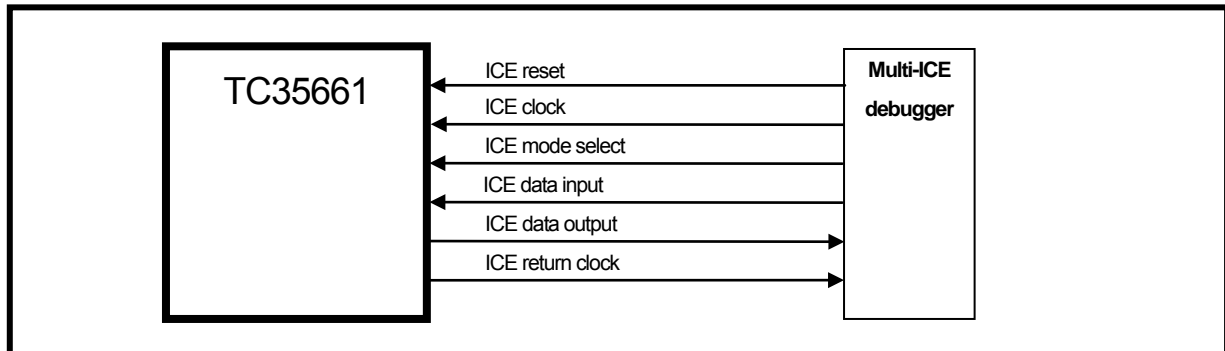 TC35661
ICE reset
ICE clock
ICE mode select
ICE data input
ICE data output
ICE return clock
Multi-ICE
debugger